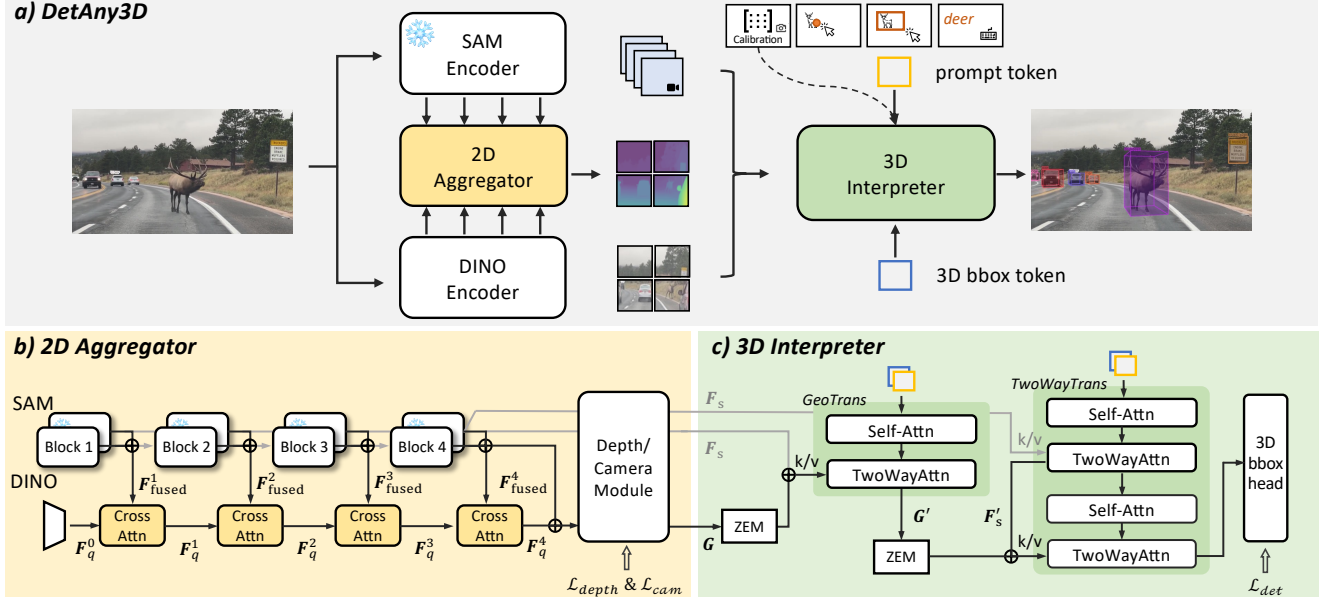 a) DetAny3D
SAM
Encoder
2D
Aggregator
DINO
Encoder
Calibration
deer
prompt token
3D
Interpreter
3D bbox token
b) 2D Aggregator
SAM
Block 1
Block 2
Block 3
Block 4
DINO
F¹fused
F²fused
F³fused
F⁴fused
Cross
Attn
Cross
Attn
Cross
Attn
Cross
Attn
F⁰q
F¹q
F²q
F³q
F⁴q
Depth/
Camera
Module
ℒdepth & ℒcam
c) 3D Interpreter
Fs
Fs
G
ZEM
k/v
GeoTrans
Self-Attn
TwoWayAttn
G′
ZEM
TwoWayTrans
Self-Attn
k/v
TwoWayAttn
Self-Attn
F′s
k/v
TwoWayAttn
3D
bbox
head
ℒdet